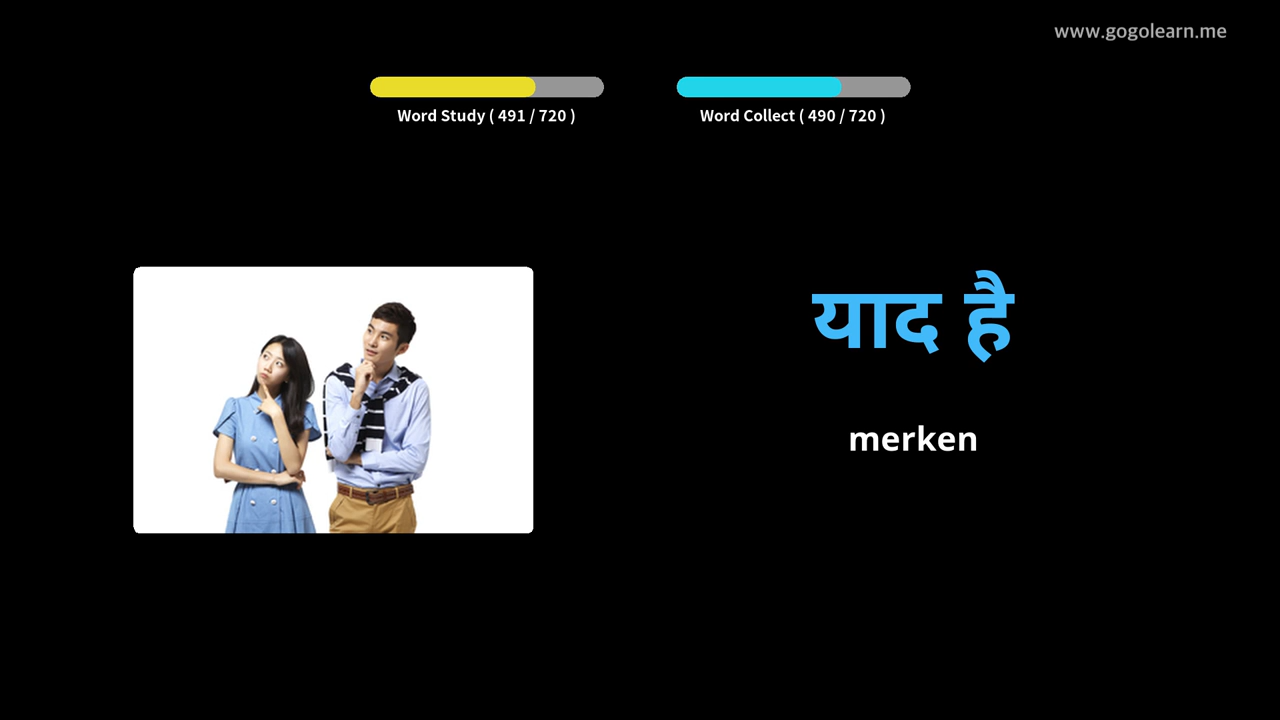 www.gogolearn.me
Word Study ( 491 / 720 )
Word Collect ( 490 / 720 )
याद है
merken